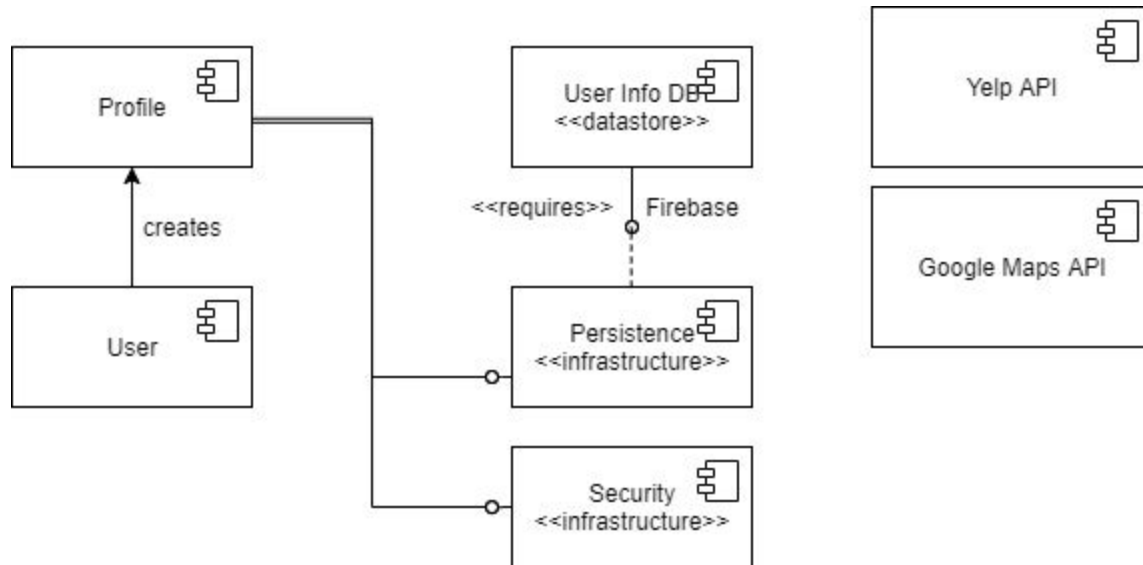 Profile
User Info DB
<<datastore>>
Yelp API
<<requires>> Firebase
creates
Google Maps API
User
Persistence
<<infrastructure>>
Security
<<infrastructure>>